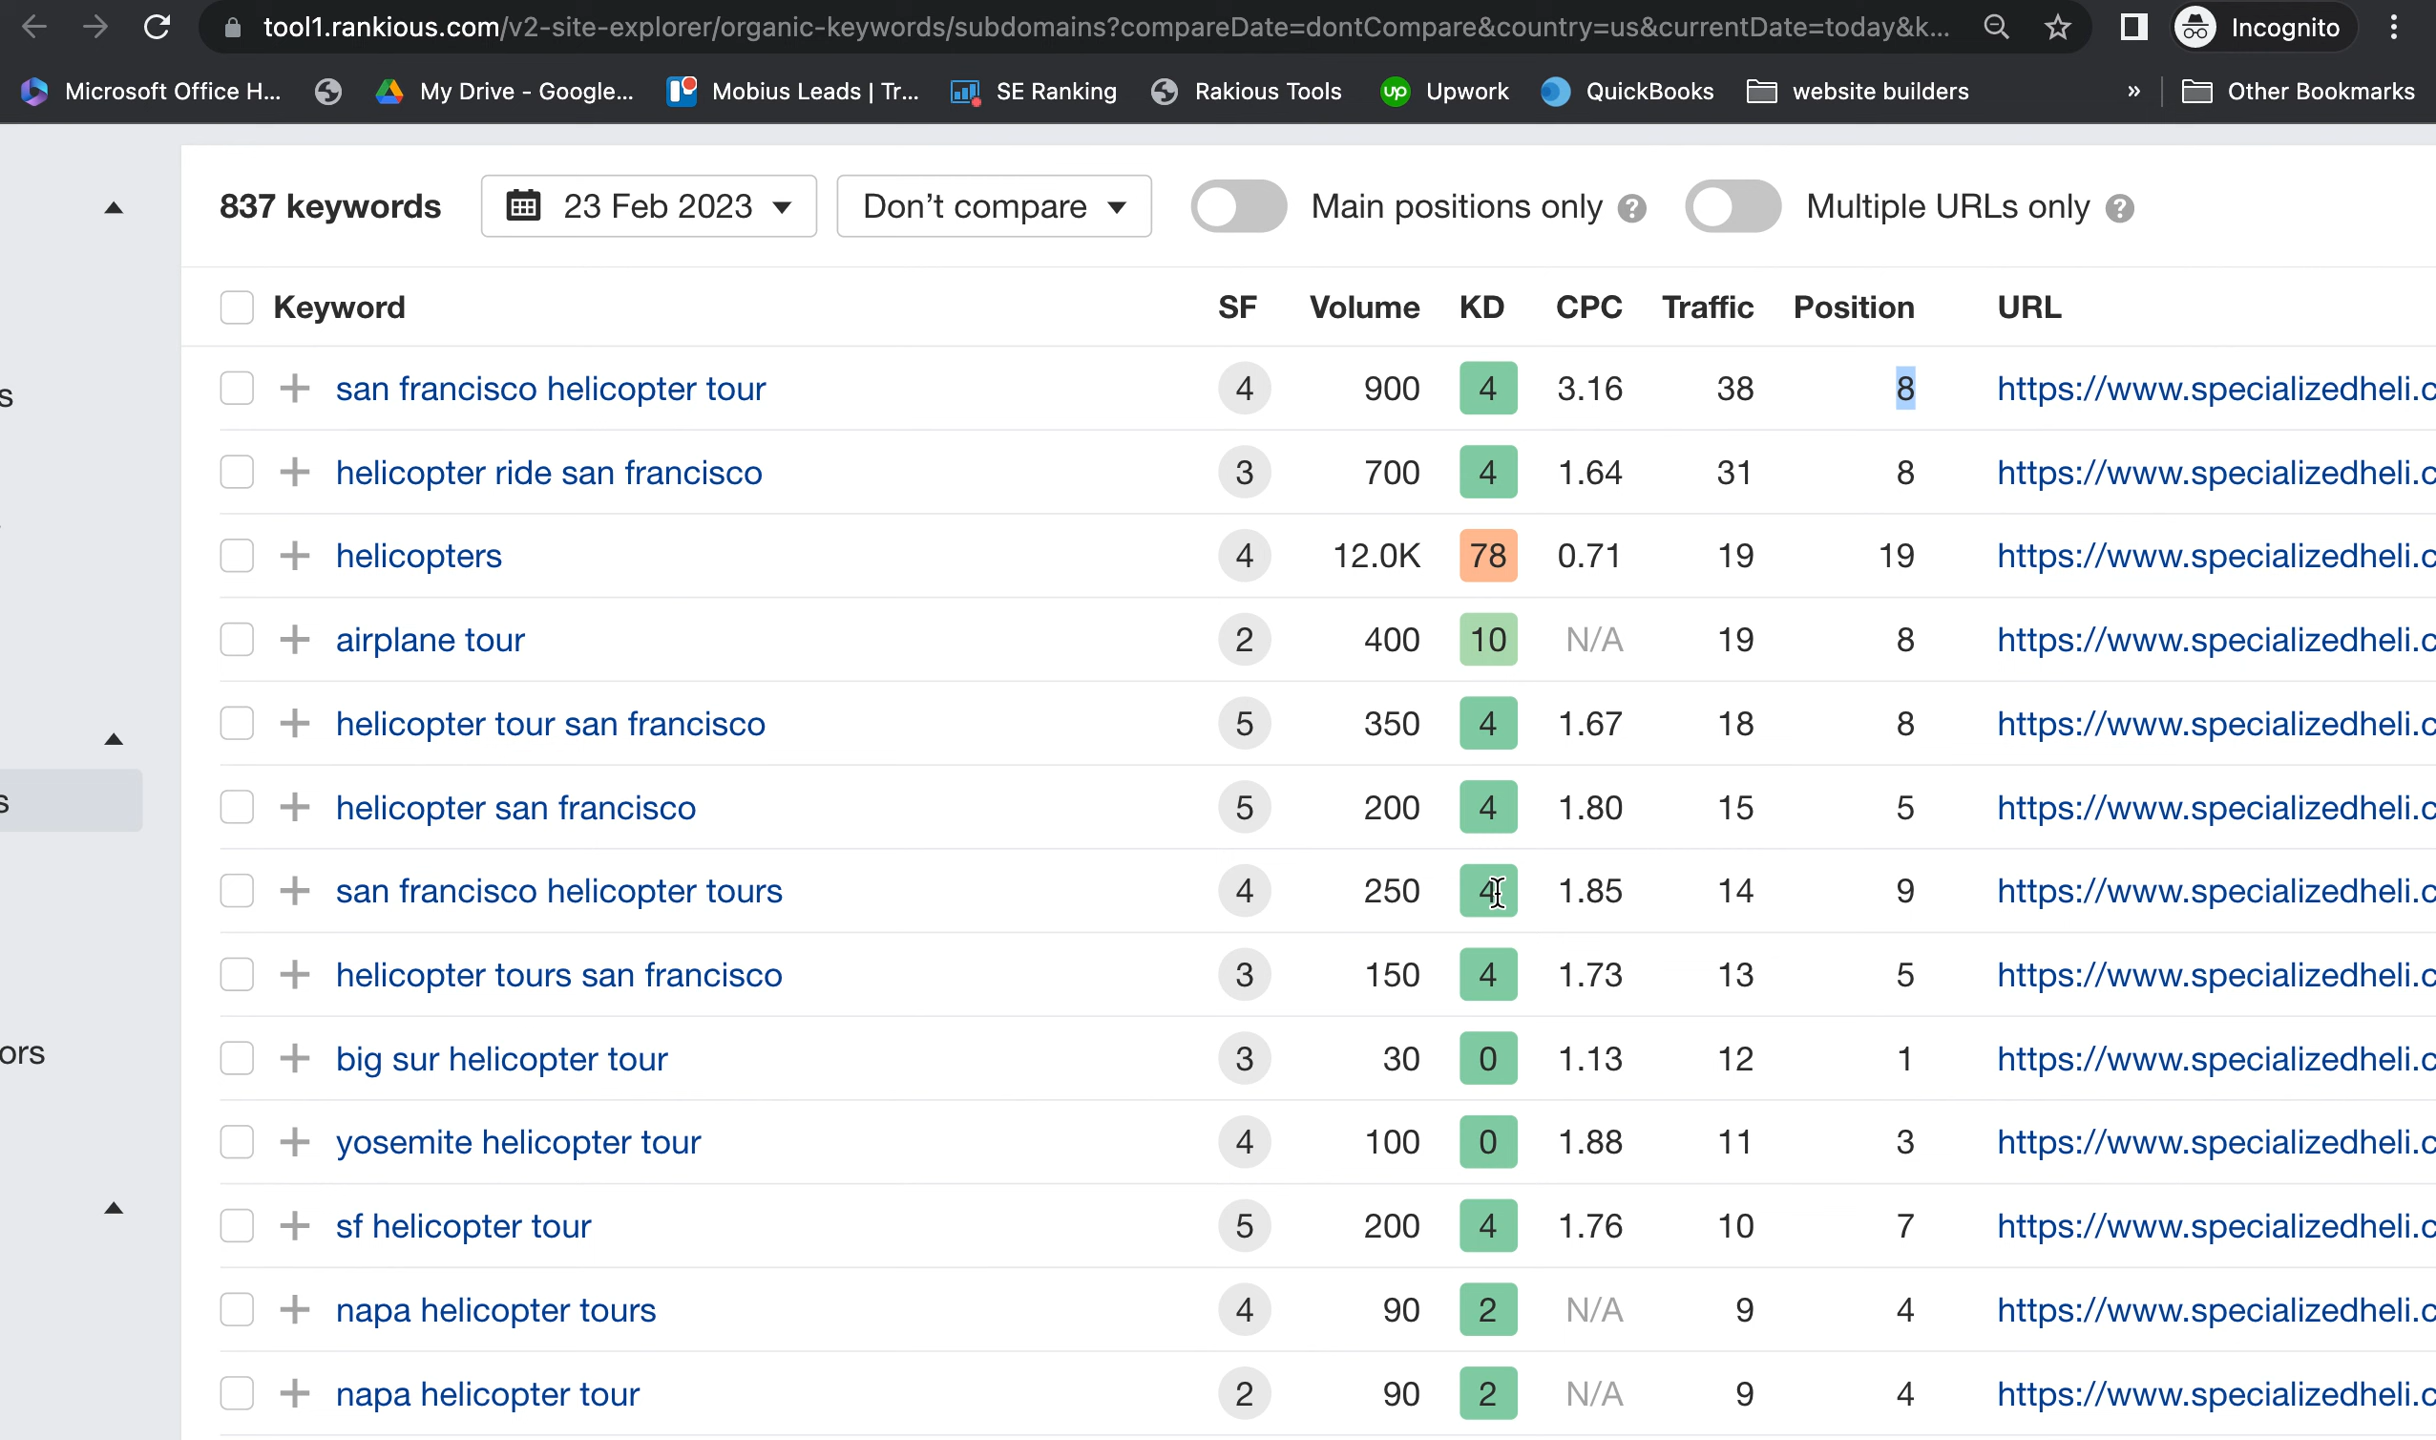 tool1.rankious.com/v2-site-explorer/organic-keywords/subdomains?compareDate=dontCompare&country=us&currentDate=today&k... Incognito
Microsoft Office H... My Drive - Google... Mobius Leads | Tr... SE Ranking Rakious Tools Upwork QuickBooks website builders » Other Bookmarks
837 keywords 23 Feb 2023 Don't compare Main positions only ? Multiple URLs only ?
Keyword SF Volume KD CPC Traffic Position URL
s
san francisco helicopter tour 4 900 4 3.16 38 8 https://www.specializedheli.c
helicopter ride san francisco 3 700 4 1.64 31 8 https://www.specializedheli.c
helicopters 4 12.0K 78 0.71 19 19 https://www.specializedheli.c
airplane tour 2 400 10 N/A 19 8 https://www.specializedheli.c
helicopter tour san francisco 5 350 4 1.67 18 8 https://www.specializedheli.c
s
helicopter san francisco 5 200 4 1.80 15 5 https://www.specializedheli.c
san francisco helicopter tours 4 250 4 1.85 14 9 https://www.specializedheli.c
helicopter tours san francisco 3 150 4 1.73 13 5 https://www.specializedheli.c
ors
big sur helicopter tour 3 30 0 1.13 12 1 https://www.specializedheli.c
yosemite helicopter tour 4 100 0 1.88 11 3 https://www.specializedheli.c
sf helicopter tour 5 200 4 1.76 10 7 https://www.specializedheli.c
napa helicopter tours 4 90 2 N/A 9 4 https://www.specializedheli.c
napa helicopter tour 2 90 2 N/A 9 4 https://www.specializedheli.c